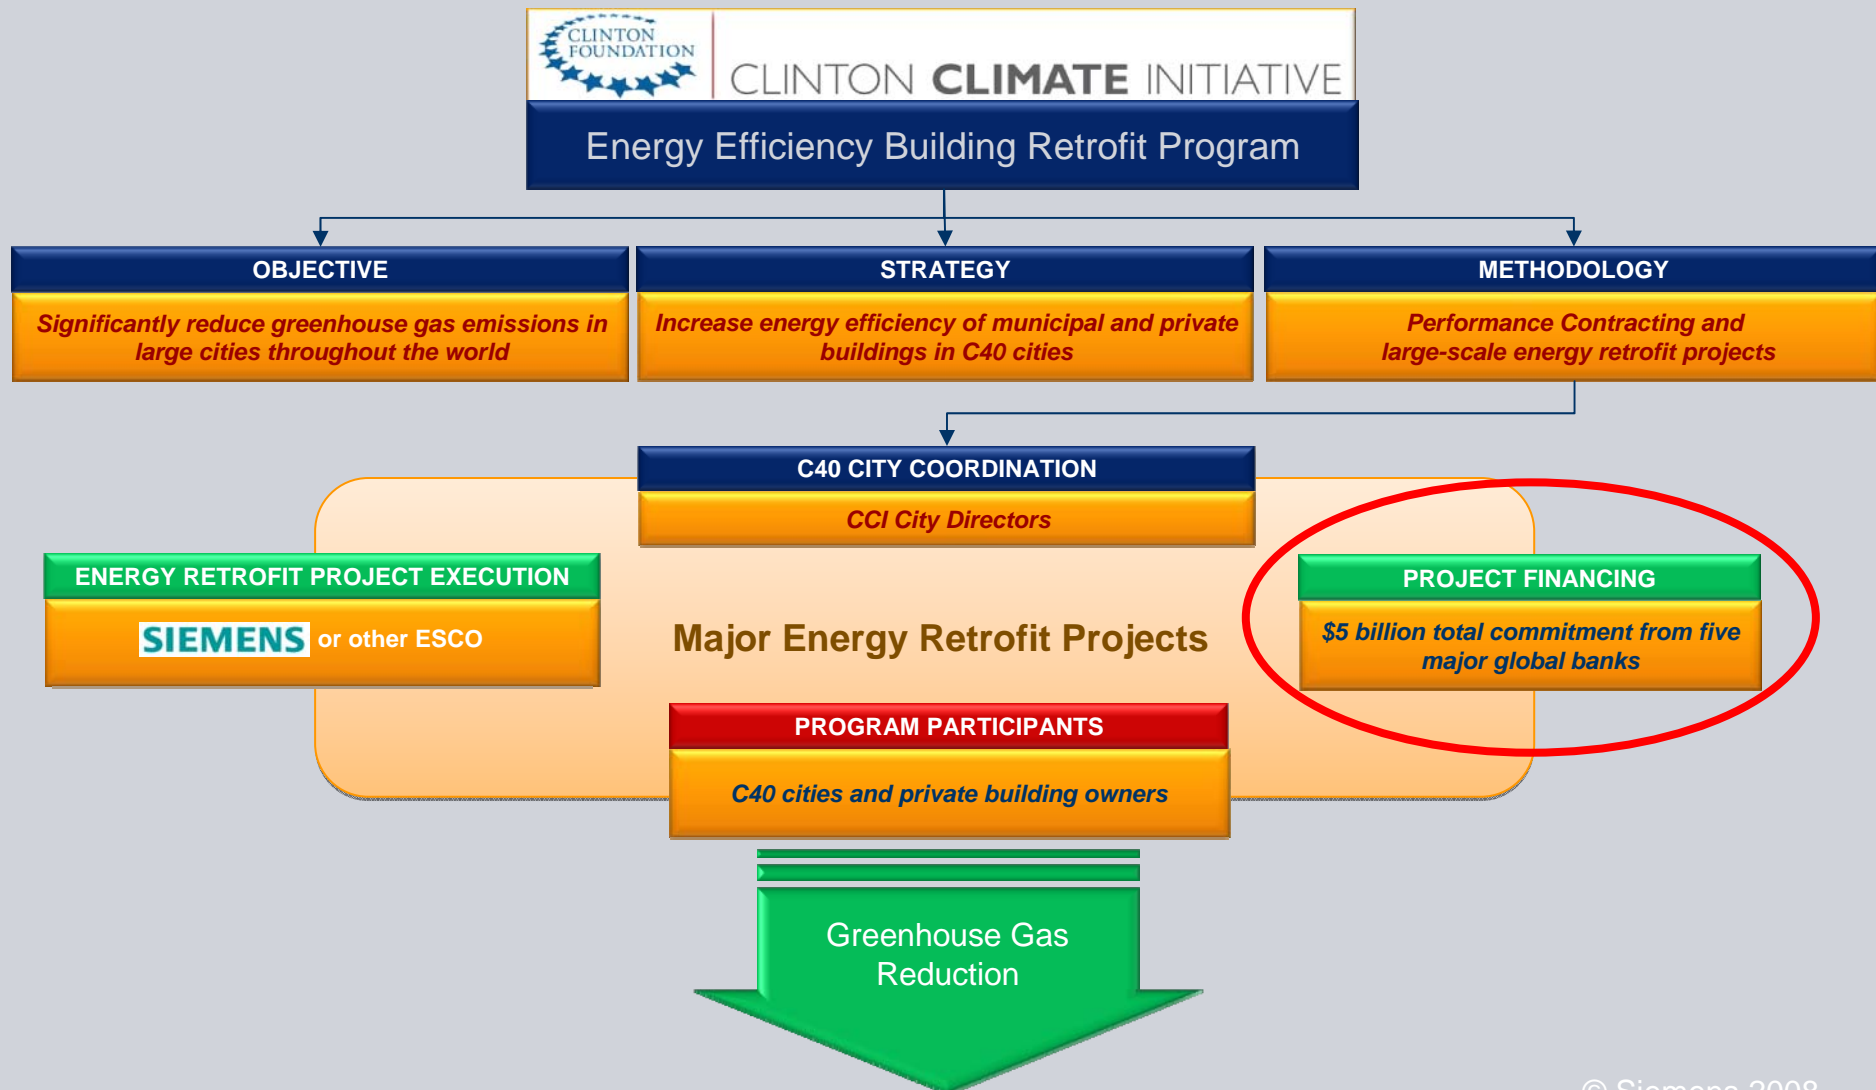 CLINTON
FOUNDATION
CLINTON CLIMATE INITIATIVE
Energy Efficiency Building Retrofit Program
OBJECTIVE
Significantly reduce greenhouse gas emissions in
large cities throughout the world
STRATEGY
Increase energy efficiency of municipal and private
buildings in C40 cities
METHODOLOGY
Performance Contracting and
large-scale energy retrofit projects
C40 CITY COORDINATION
CCI City Directors
ENERGY RETROFIT PROJECT EXECUTION
SIEMENS or other ESCO
Major Energy Retrofit Projects
PROJECT FINANCING
$5 billion total commitment from five
major global banks
PROGRAM PARTICIPANTS
C40 cities and private building owners
Greenhouse Gas
Reduction
© Siemens 2008